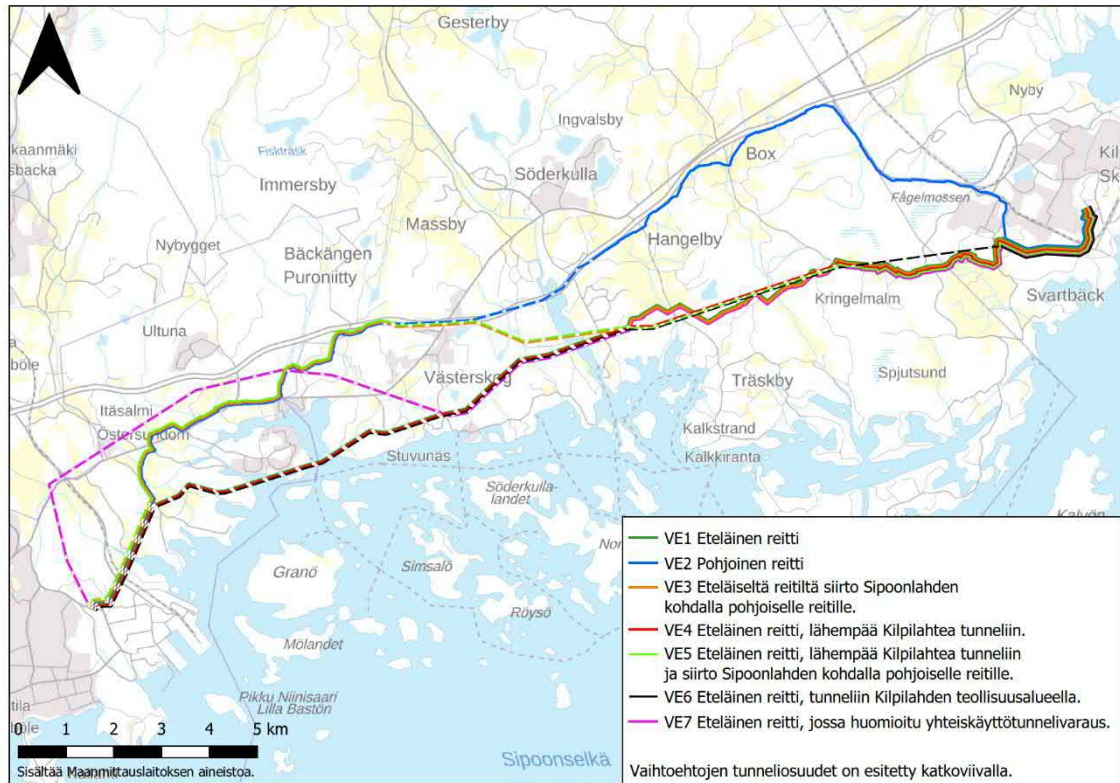 Gesterby
Nyby
kaanmäki
sbacka
Ingvalsby
Fiskträsk
Box
Kil
Sk
Immersby
Söderkulla
Fågelmossen
Massby
Nybygget
Hangelby
Bäckängen
Puroniitty
Kringelmalm
Svartbäck
Ultuna
böle
Västerskog
Träskby
Spjutsund
Itäsalmi
Östersundom
Kalkstrand
Kalkkiranta
Stuvunäs
Söderkulla-
landet
Kalvön
Nor
Granö
Simsalö
Röysö
Mölandet
Pikku Niinisaari
Lilla Bastön
tila
böle
0 1 2 3 4 5 km
Sisältää Maanmittauslaitoksen aineistoa.
Sipoonselkä
VE1 Eteläinen reitti
VE2 Pohjoinen reitti
VE3 Eteläiseltä reitiltä siirto Sipoonlahden
kohdalla pohjoiselle reitille.
VE4 Eteläinen reitti, lähempää Kilpilahtea tunneliin.
VE5 Eteläinen reitti, lähempää Kilpilahtea tunneliin
ja siirto Sipoonlahden kohdalla pohjoiselle reitille.
VE6 Eteläinen reitti, tunneliin Kilpilahden teollisuusalueella.
VE7 Eteläinen reitti, jossa huomioitu yhteiskäyttötunnelivaraus.
Vaihtoehtojen tunneliosuudet on esitetty katkoviivalla.